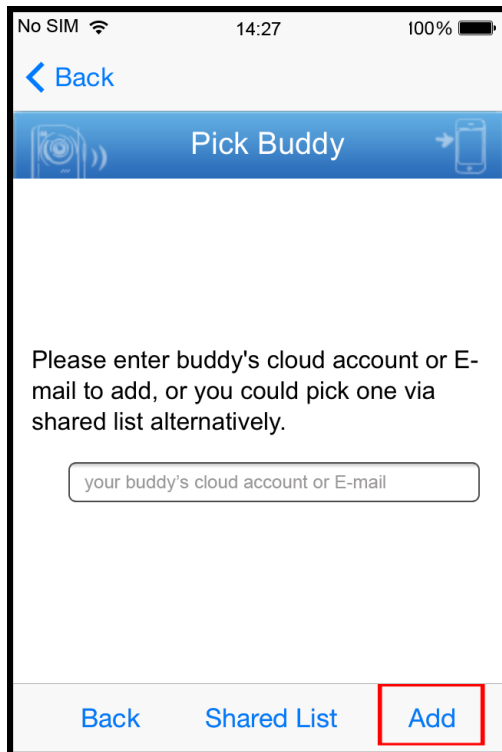 No SIM 14:27 100%
Back
Pick Buddy
Please enter buddy's cloud account or E-
mail to add, or you could pick one via
shared list alternatively.
your buddy's cloud account or E-mail
Back Shared List Add